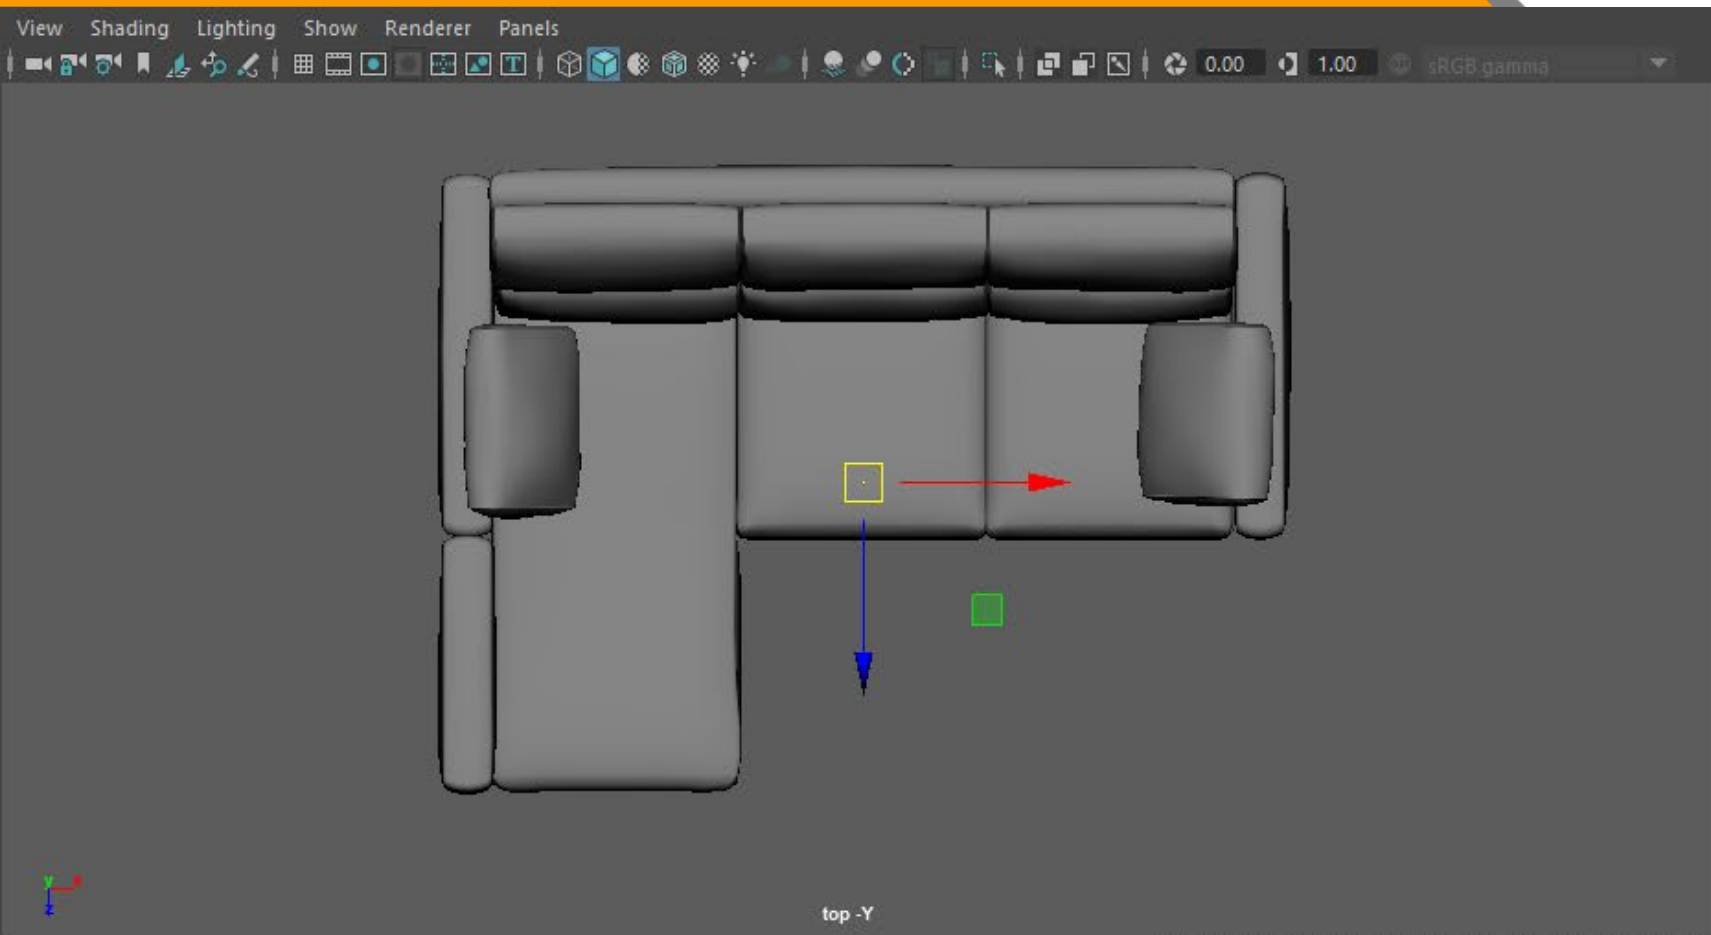 View Shading Lighting Show Renderer Panels
T 0.00 1.00 sRGB gamma
y x
z
top -Y